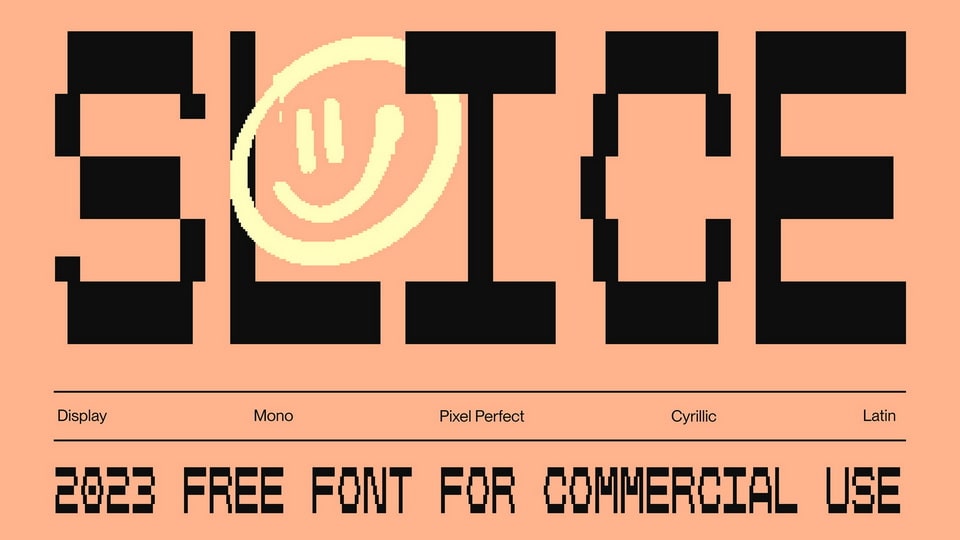 SLICE
Display Mono Pixel Perfect Cyrillic Latin
2023 FREE FONT FOR COMMERCIAL USE